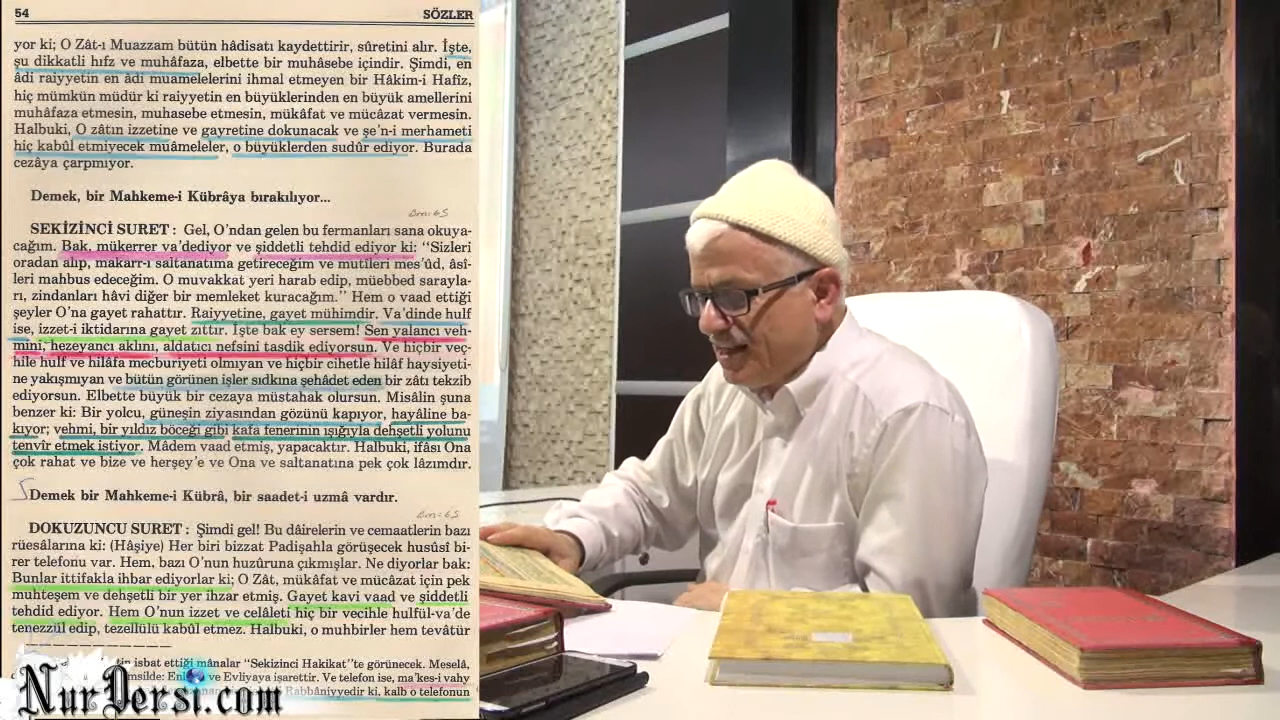 54
SÖZLER
yor ki; O Zât-ı Muazzam bütün hâdisatı kaydettirir, sûretini alır. İşte,
şu dikkatli hıfz ve muhâfaza, elbette bir muhâsebe içindir. Şimdi, en
âdi raiyyetin en âdi muamelelerini ihmal etmeyen bir Hâkim-i Hafîz,
hiç mümkün müdür ki raiyyetin en büyüklerinden en büyük amellerini
muhâfaza etmesin, muhasebe etmesin, mükâfat ve mücâzat vermesin.
Halbuki, O zâtın izzetine ve gayretine dokunacak ve şe'n-i merhameti
hiç kabûl etmiyecek muâmeleler, o büyüklerden sudûr ediyor. Burada
cezâya çarpmıyor.
Demek, bir Mahkeme-i Kübrâya bırakılıyor...
SEKİZİNCİ SURET : Gel, O'ndan gelen bu fermanları sana okuya-
cağım. Bak, mükerrer va'dediyor ve şiddetli tehdid ediyor ki: "Sizleri
oradan alıp, makarr-ı saltanatıma getireceğim ve mutîleri mes'ûd, âsî-
leri mahbus edeceğim. O muvakkat yeri harab edip, müebbed sarayla-
rı, zindanları hâvi diğer bir memleket kuracağım." Hem o vaad ettiği
şeyler O'na gayet rahattır. Raiyyetine, gayet mühimdir. Va'dinde hulf
ise, izzet-i iktidarına gayet zıttır. İşte bak ey sersem! Sen yalancı veh-
mini, hezeyancı aklını, aldatıcı nefsini tasdik ediyorsun. Ve hiçbir veç-
hile hulf ve hilâfa mecburiyeti olmıyan ve hiçbir cihetle hilâf haysiyeti-
ne yakışmıyan ve bütün görünen işler sıdkına şehâdet eden bir zâtı tekzib
ediyorsun. Elbette büyük bir cezaya müstahak olursun. Misâlin şuna
benzer ki: Bir yolcu, güneşin ziyasından gözünü kapıyor, hayâline ba-
kıyor; vehmi, bir yıldız böceği gibi kafa fenerinin ışığıyla dehşetli yolunu
tenvîr etmek istiyor. Mâdem vaad etmiş, yapacaktır. Halbuki, ifâsı Ona
çok rahat ve bize ve herşey'e ve Ona ve saltanatına pek çok lâzımdır.
Demek bir Mahkeme-i Kübrâ, bir saadet-i uzmâ vardır.
DOKUZUNCU SURET : Şimdi gel! Bu dâirelerin ve cemaatlerin bazı
rüesâlarına ki: (Hâşiye) Her biri bizzat Padişahla görüşecek husûsî bi-
rer telefonu var. Hem, bazı O'nun huzûruna çıkmışlar. Ne diyorlar bak:
Bunlar ittifakla ihbar ediyorlar ki; O Zât, mükâfat ve mücâzat için pek
muhteşem ve dehşetli bir yer ihzar etmiş. Gayet kavi vaad ve şiddetli
tehdid ediyor. Hem O'nun izzet ve celâleti hiç bir vecihle hulfül-va'de
tenezzül edip, tezellülü kabûl etmez. Halbuki, o muhbirler hem tevâtür
isbat ettiği mânalar "Sekizinci Hakikat"te görünecek. Meselâ,
ve Evliyaya işarettir. Ve telefon ise, ma'kes-i vahy
Rabbâniyyedir ki, kalb o telefonun
NurDersi.com